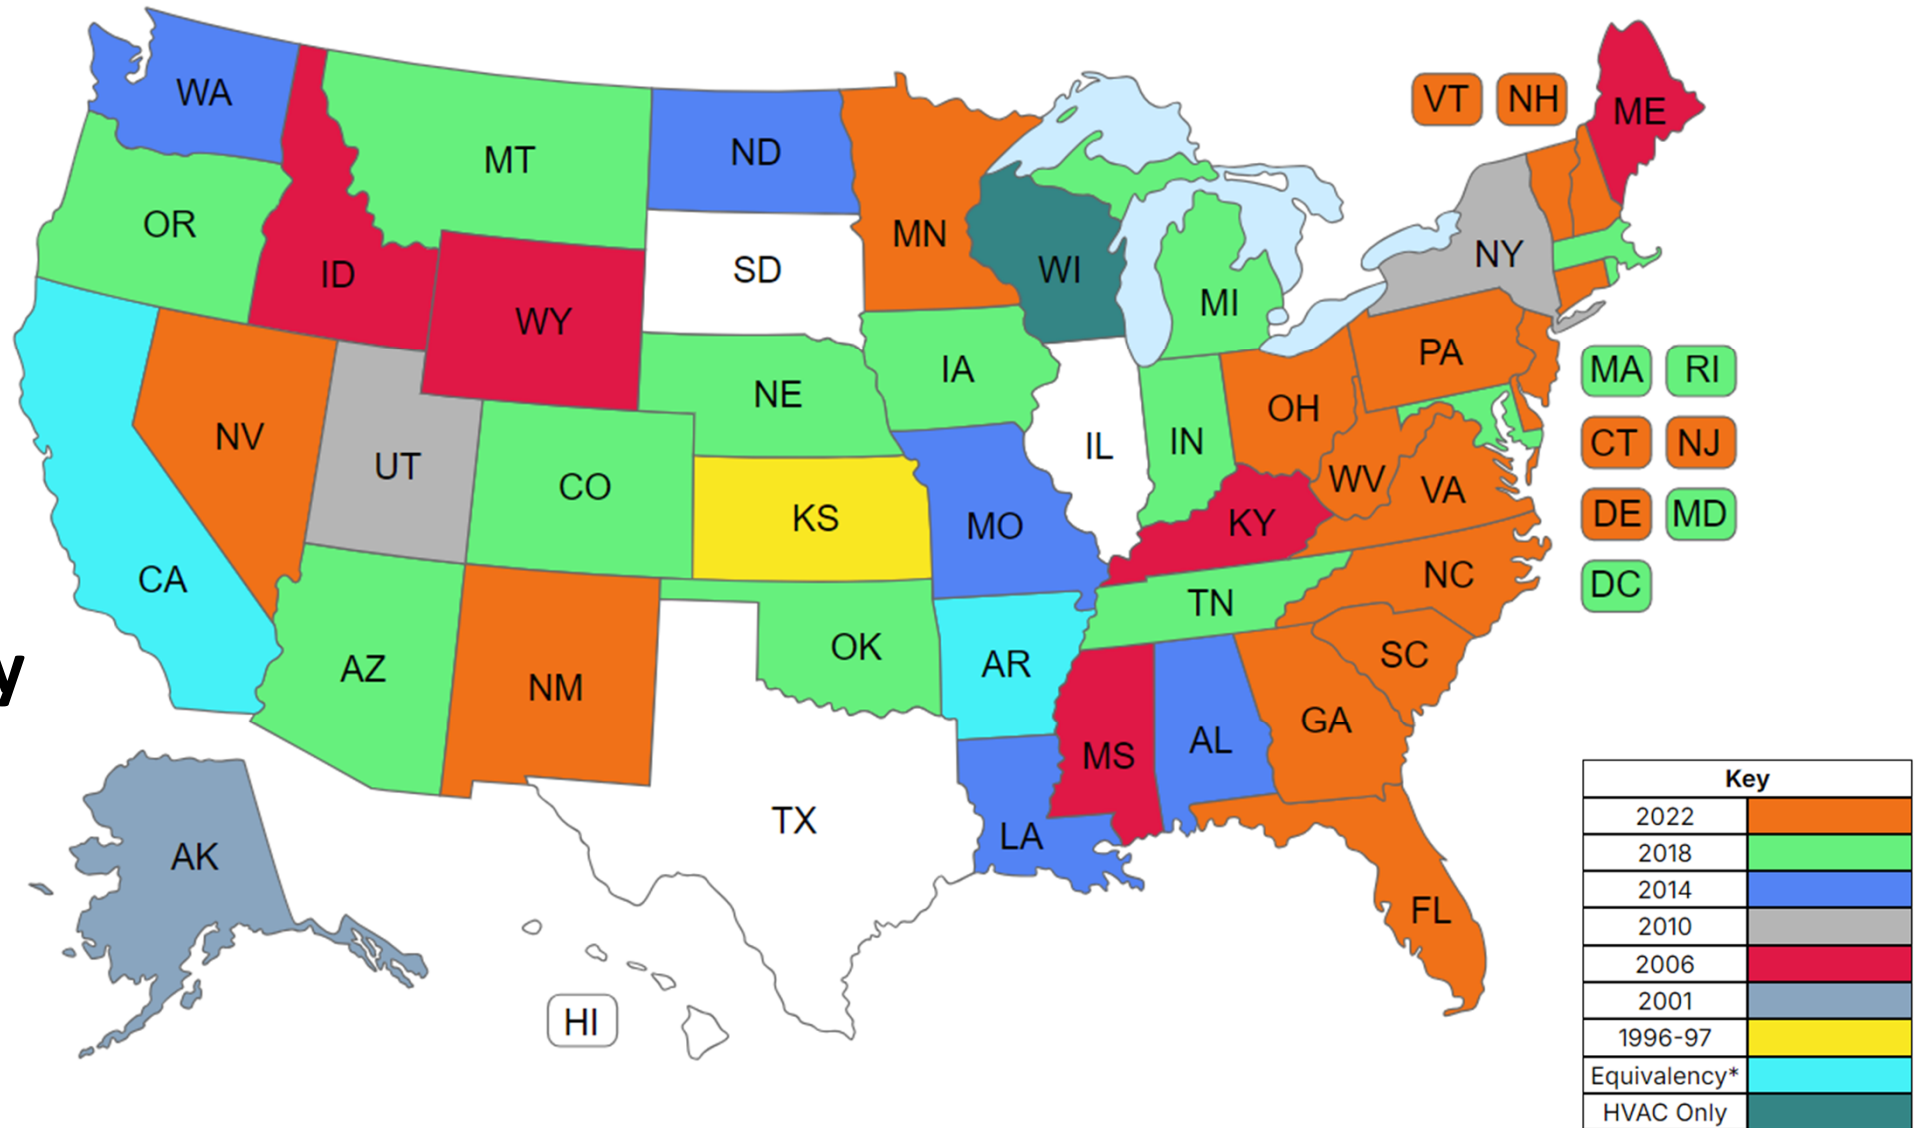 WA
MT
ND
MN
VT NH
ME
OR
ID
WY
SD
WI
MI
NY
NV
UT
CO
NE
IA
IL
IN
OH
PA
MA RI
CT NJ
DE MD
DC
CA
KS
MO
KY
WV
VA
AZ
NM
OK
AR
TN
NC
SC
y
TX
LA
MS
AL
GA
FL
AK
HI
Key
2022
2018
2014
2010
2006
2001
1996-97
Equivalency*
HVAC Only